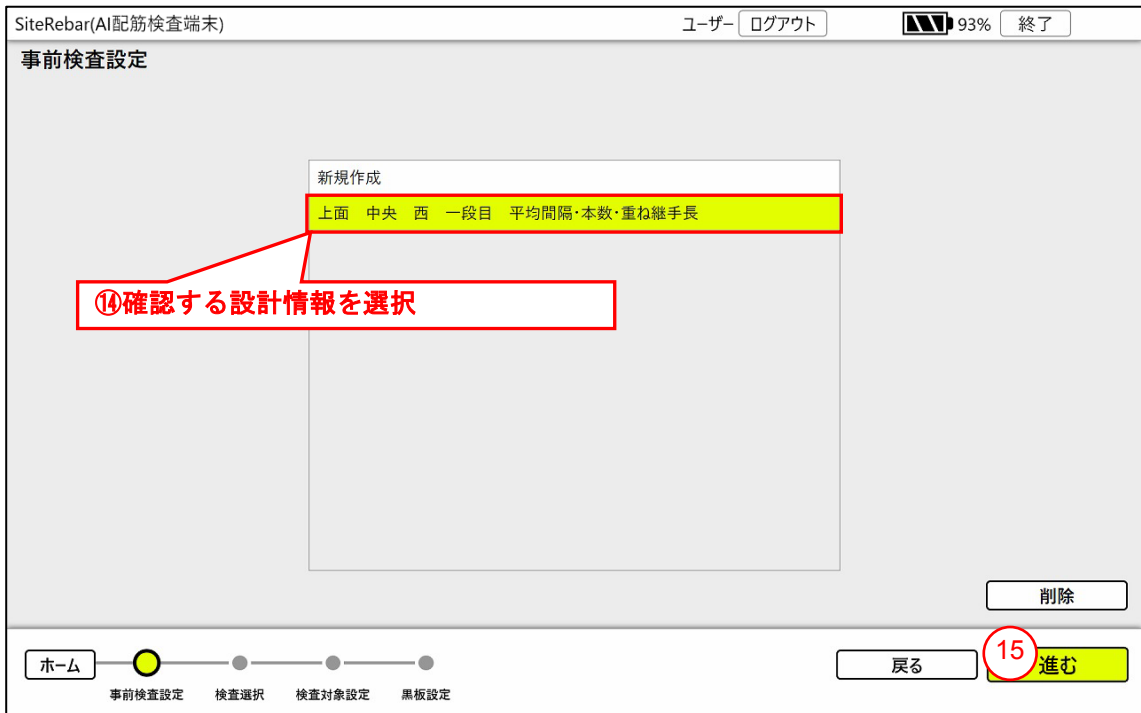 SiteRebar(AI配筋検査端末) ユーザー ログアウト 93% 終了
事前検査設定
新規作成
上面 中央 西 一段目 平均間隔・本数・重ね継手長
⑭確認する設計情報を選択
削除
ホーム 戻る 15 進む
事前検査設定 検査選択 検査対象設定 黒板設定